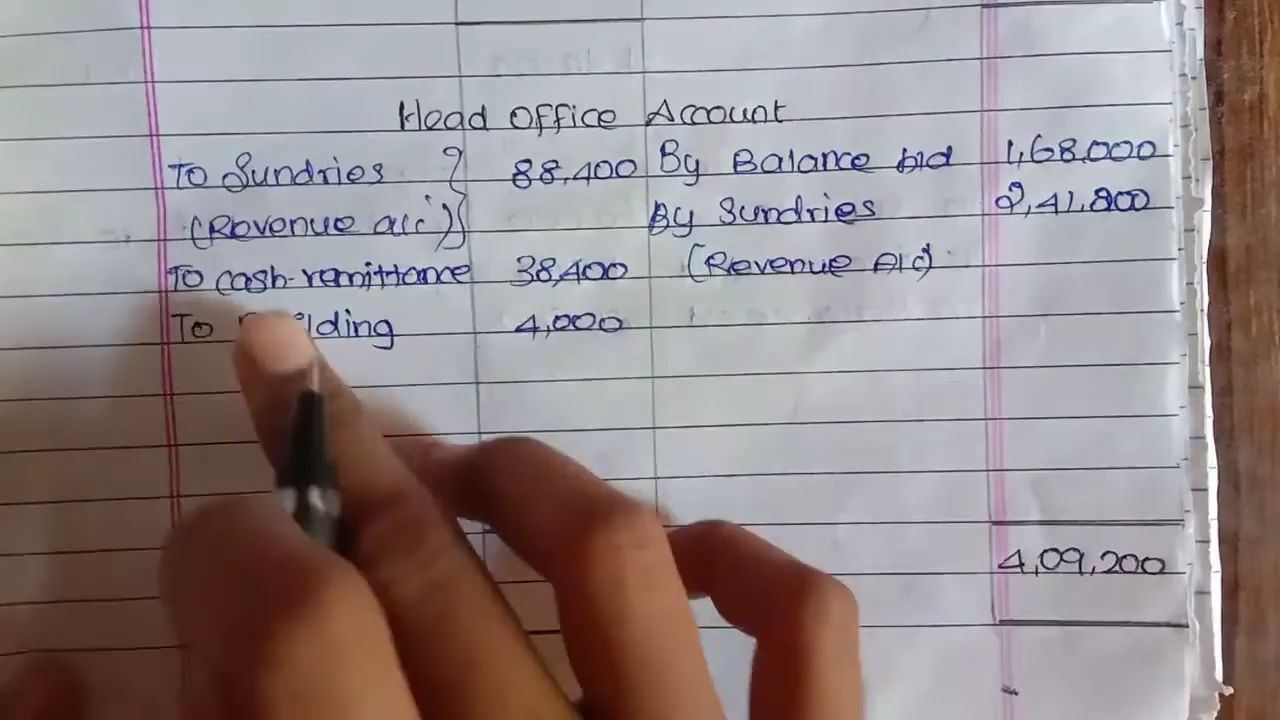 Head Office Account
To Sundries } 88,400 By Balance b/d 1,68,000
(Revenue a/c) By Sundries 2,41,200
To cash remittance 38,400 (Revenue A/c)
To 4,000
4,09,200